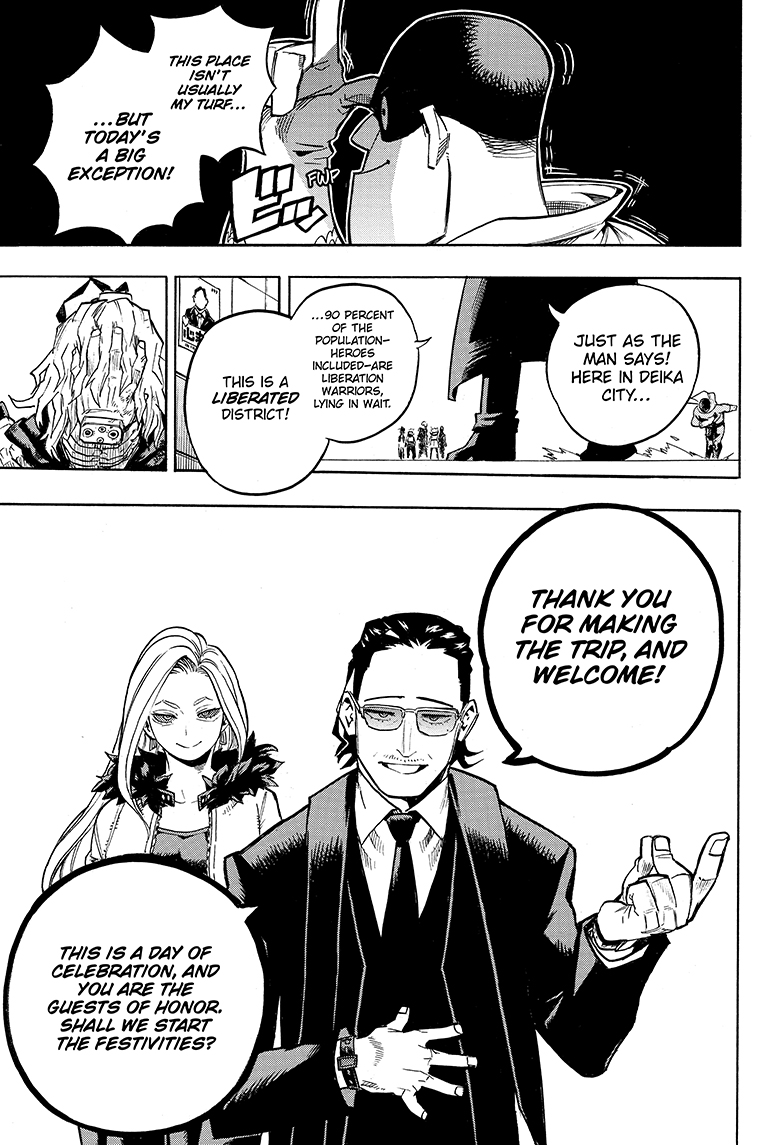 THIS PLACE
ISN'T
USUALLY
MY TURF...
...BUT
TODAY'S
A BIG
EXCEPTION!
FWP
ビッ
JUST AS THE
MAN SAYS!
HERE IN DEIKA
CITY...
...90 PERCENT
OF THE
POPULATION—
HEROES
INCLUDED—ARE
LIBERATION
WARRIORS,
LYING IN WAIT.
THIS IS A
LIBERATED
DISTRICT!
THANK YOU
FOR MAKING
THE TRIP, AND
WELCOME!
THIS IS A DAY OF
CELEBRATION, AND
YOU ARE THE
GUESTS OF HONOR.
SHALL WE START
THE FESTIVITIES?